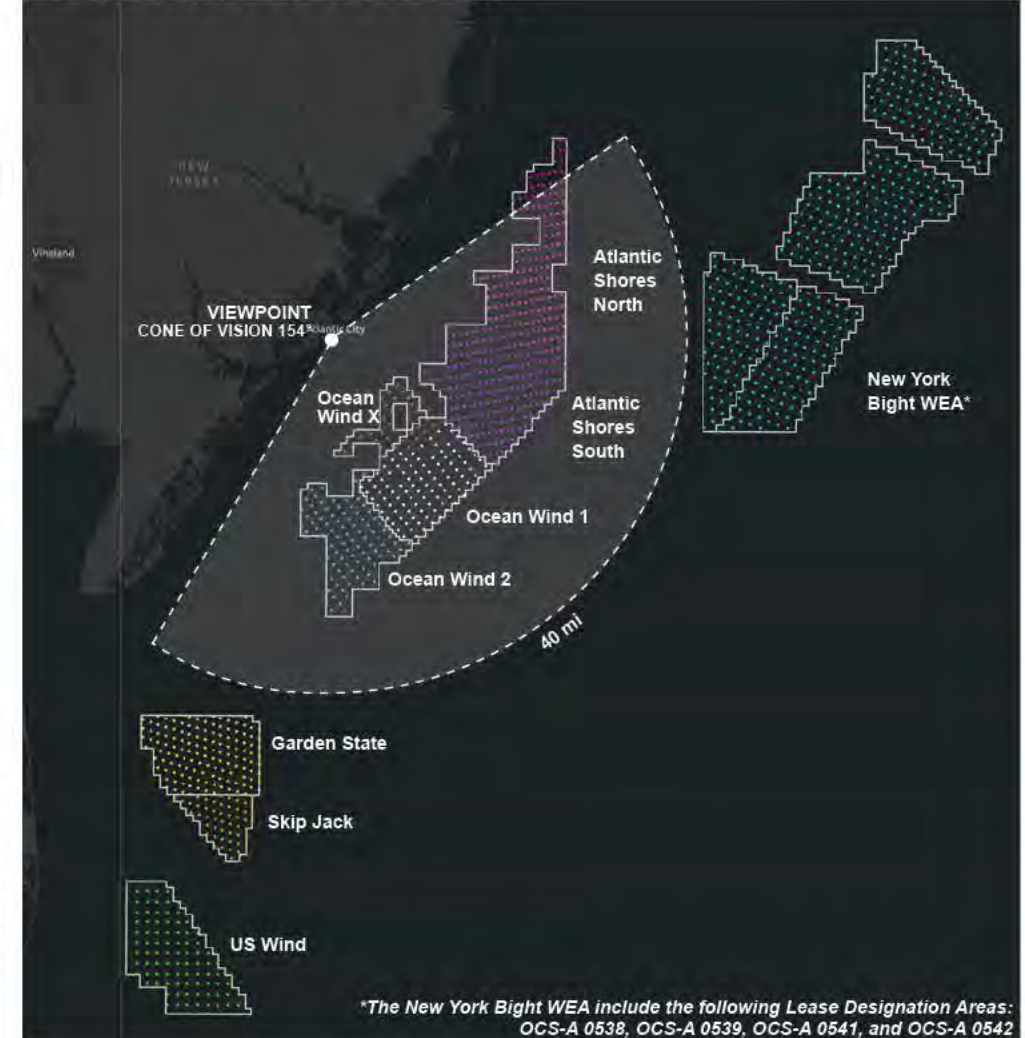 NEW
JERSEY
Vineland
VIEWPOINT
CONE OF VISION 154°
Atlantic City
Atlantic
Shores
North
Ocean
Wind X
Atlantic
Shores
South
New York
Bight WEA*
Ocean Wind 1
Ocean Wind 2
40 mi
Garden State
Skip Jack
US Wind
*The New York Bight WEA include the following Lease Designation Areas:
OCS-A 0538, OCS-A 0539, OCS-A 0541, and OCS-A 0542